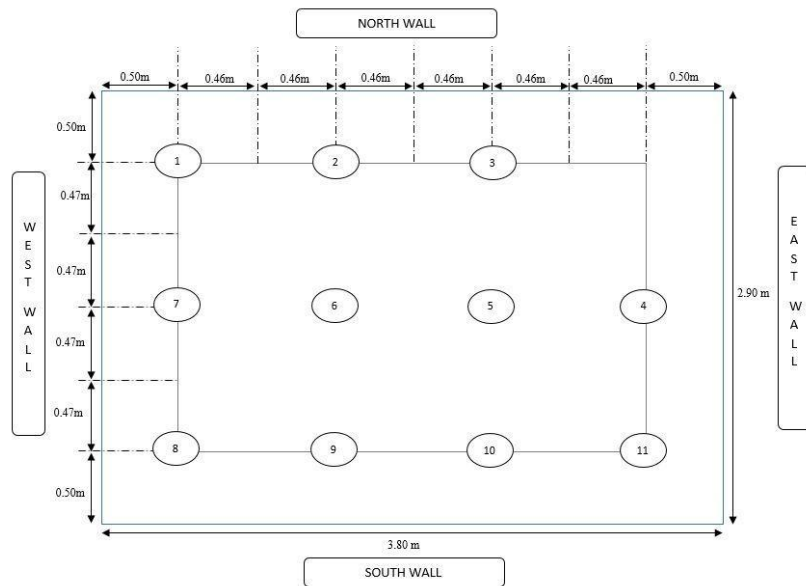 NORTH WALL
0.50m 0.46m 0.46m 0.46m 0.46m 0.46m 0.46m 0.50m
0.50m
1 2 3
0.47m
WEST WALL
EAST WALL
0.47m
2.90 m
7 6 5 4
0.47m
0.47m
8 9 10 11
0.50m
3.80 m
SOUTH WALL